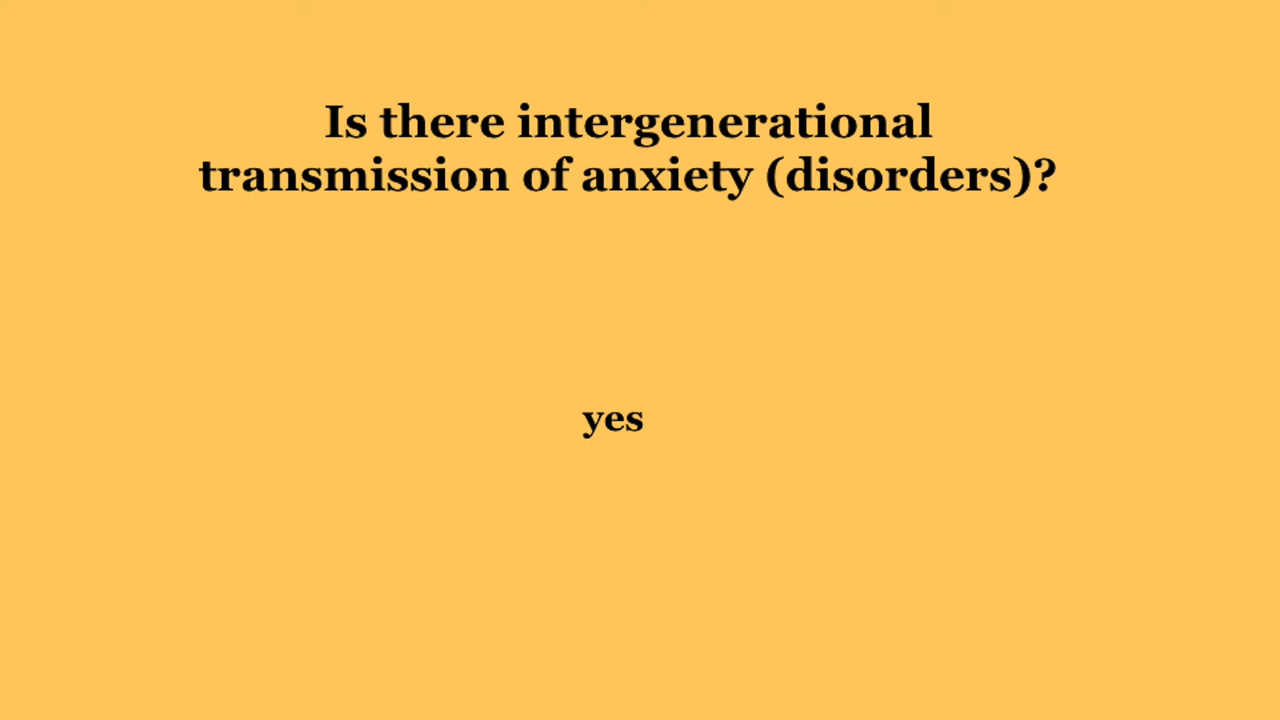 Is there intergenerational
transmission of anxiety (disorders)?
yes